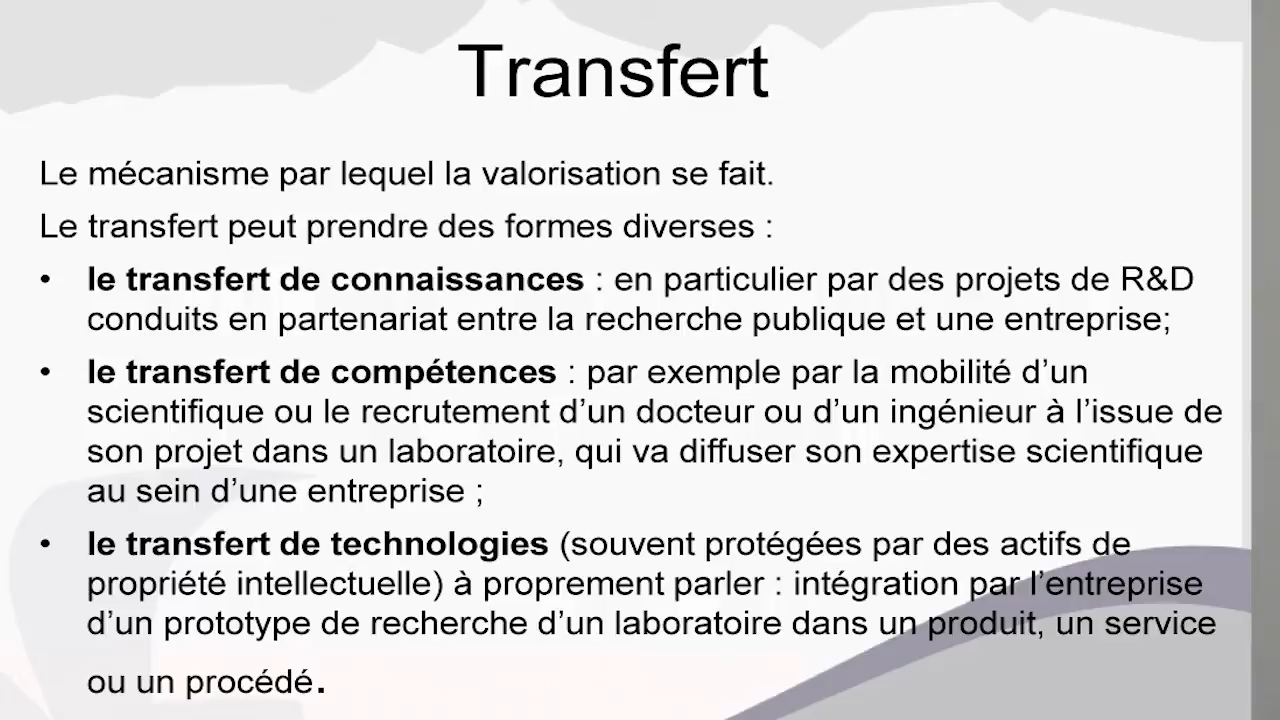 Transfert
Le mécanisme par lequel la valorisation se fait.
Le transfert peut prendre des formes diverses :
• le transfert de connaissances : en particulier par des projets de R&D
conduits en partenariat entre la recherche publique et une entreprise;
• le transfert de compétences : par exemple par la mobilité d’un
scientifique ou le recrutement d’un docteur ou d’un ingénieur à l’issue de
son projet dans un laboratoire, qui va diffuser son expertise scientifique
au sein d’une entreprise ;
• le transfert de technologies (souvent protégées par des actifs de
propriété intellectuelle) à proprement parler : intégration par l’entreprise
d’un prototype de recherche d’un laboratoire dans un produit, un service
ou un procédé.